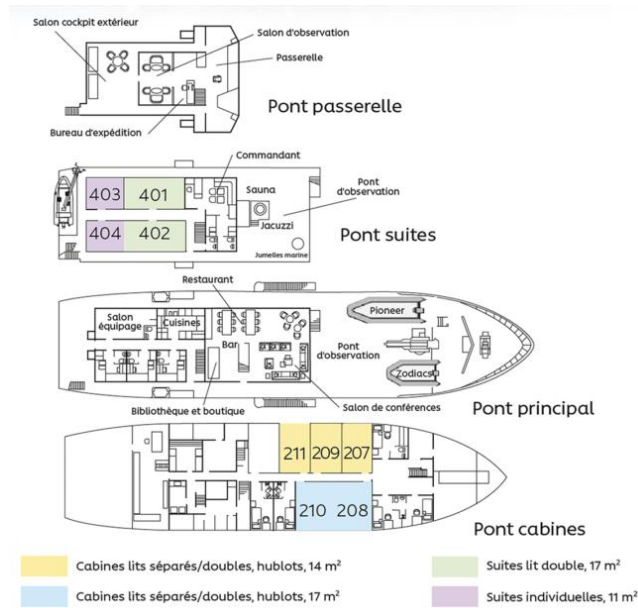 Salon cockpit extérieur
Salon d'observation
Passerelle
Pont passerelle
Bureau d'expédition
Commandant
403
401
Sauna
Pont
d'observation
404
402
Jacuzzi
Pont suites
Jumelles marine
Restaurant
Salon
équipage
Cuisines
Pioneer
Bar
Pont
d'observation
Zodiacs
Bibliothèque et boutique
Salon de conférences
Pont principal
211
209
207
210
208
Pont cabines
Cabines lits séparés/doubles, hublots, 14 m²
Suites lit double, 17 m²
Cabines lits séparés/doubles, hublots, 17 m²
Suites individuelles, 11 m²